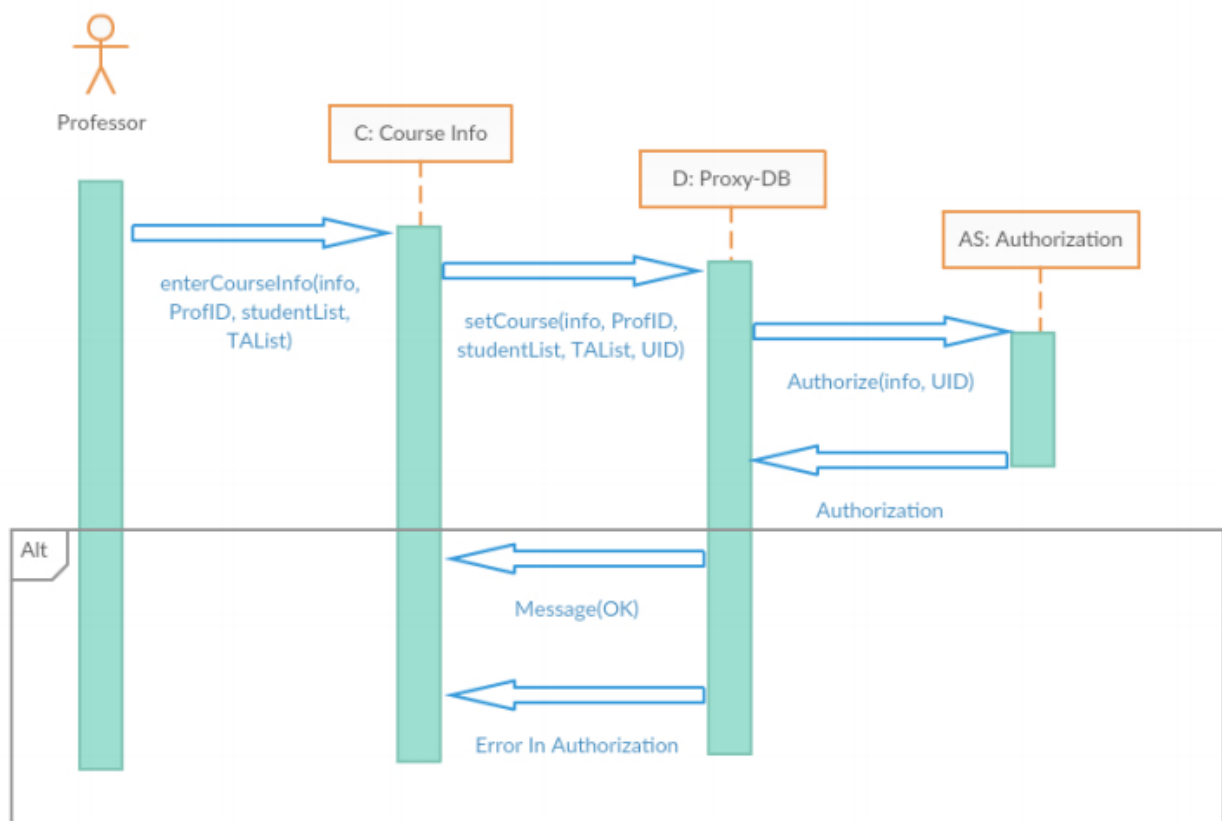 Professor
C: Course Info
D: Proxy-DB
AS: Authorization
enterCourseInfo(info,
ProfID, studentList,
TAList)
setCourse(info, ProfID,
studentList, TAList, UID)
Authorize(info, UID)
Authorization
Alt
Message(OK)
Error In Authorization